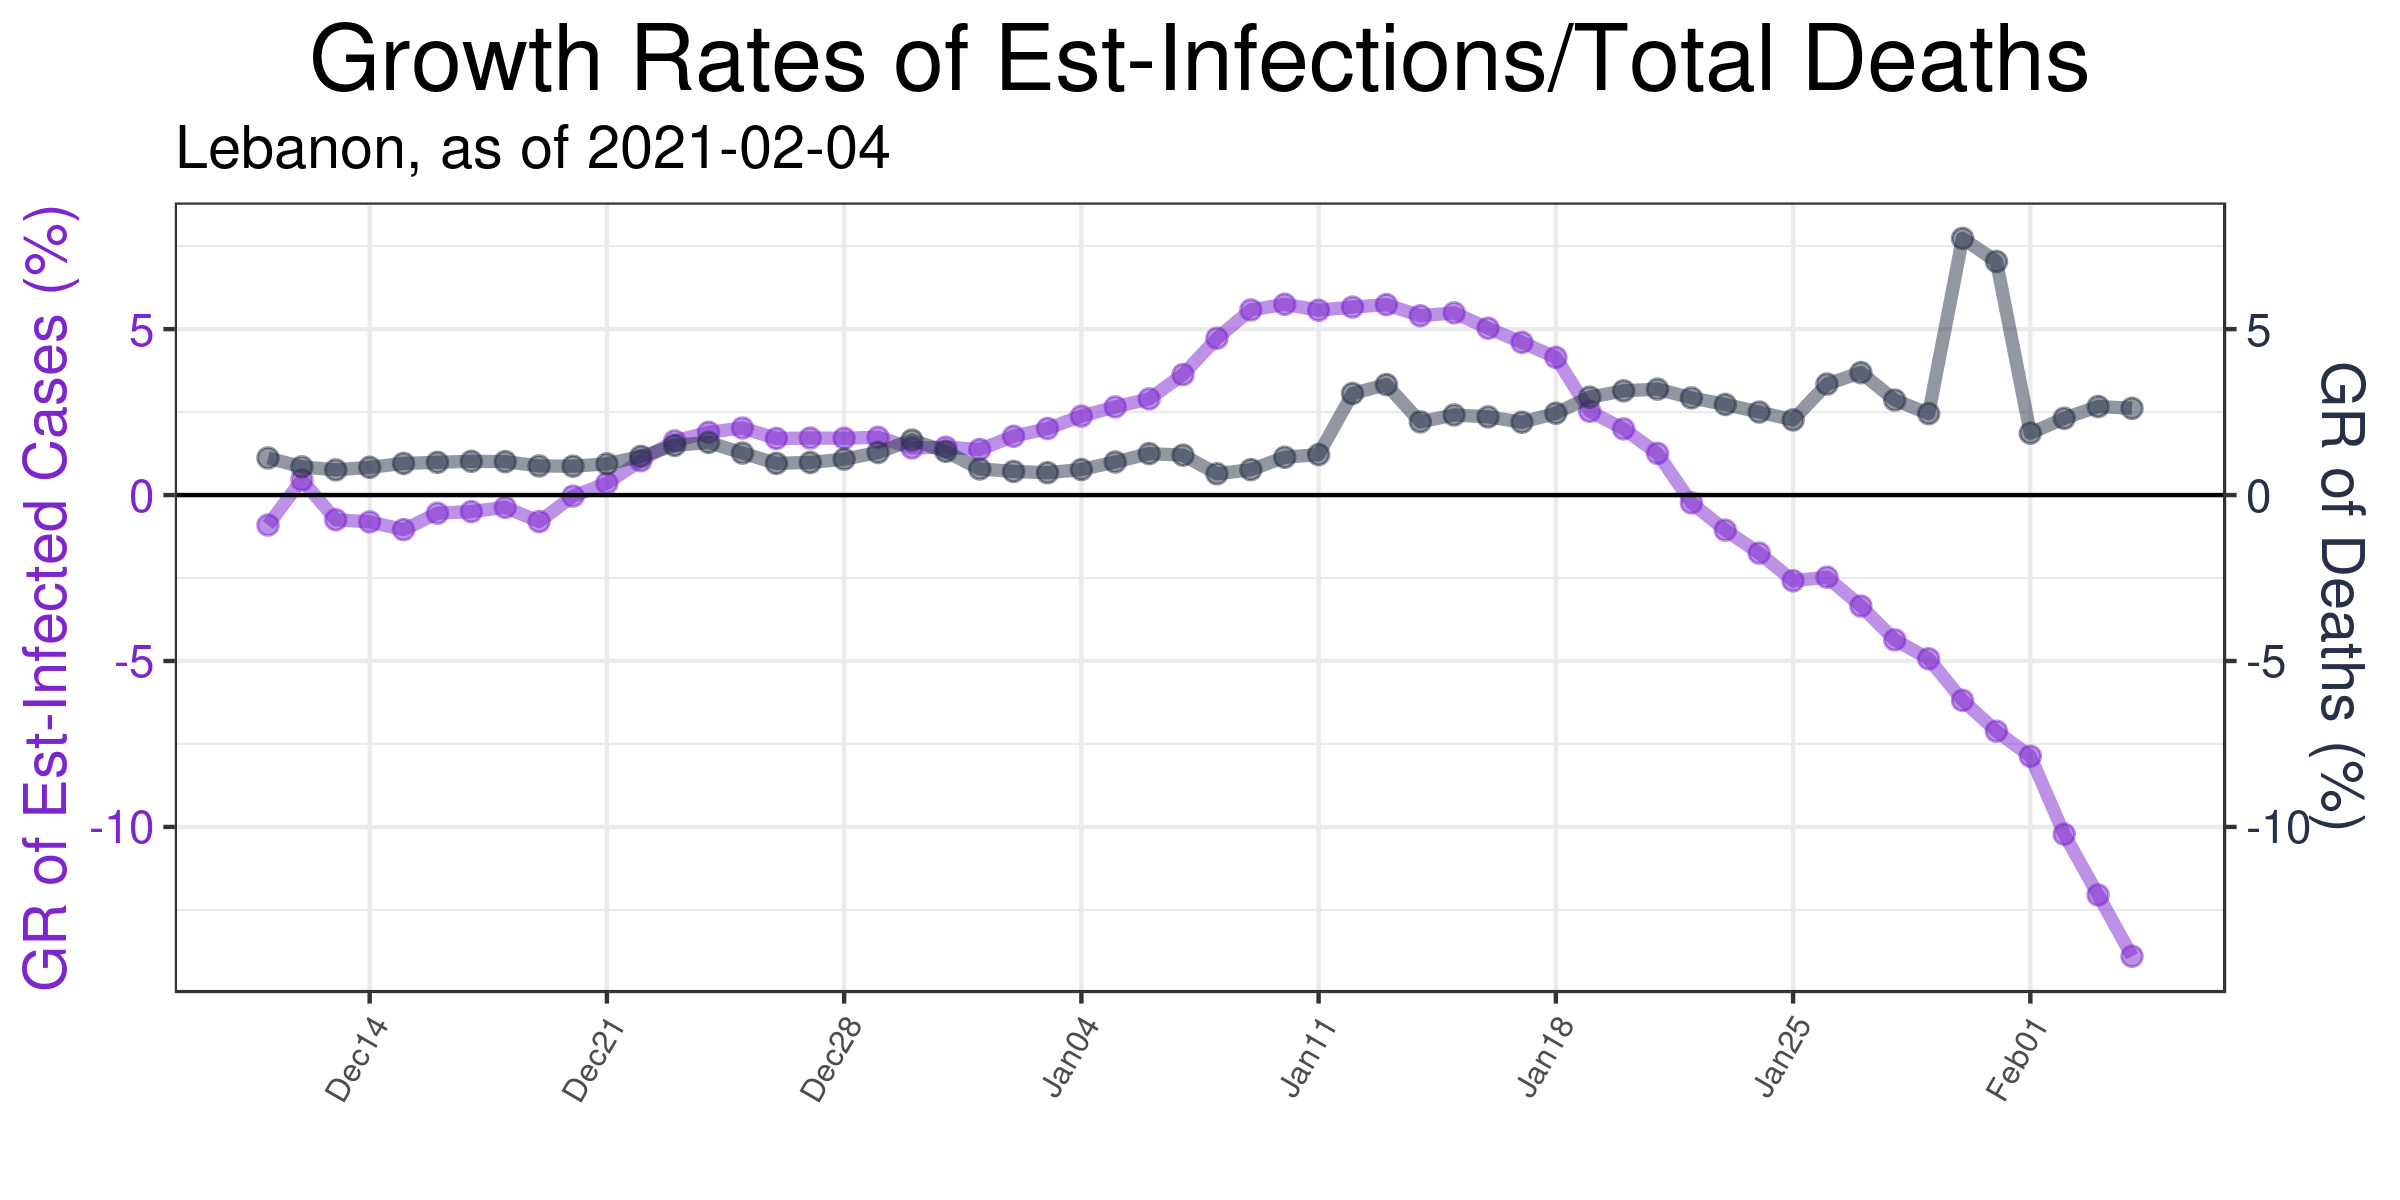 Growth Rates of Est-Infections/Total Deaths
Lebanon, as of 2021-02-04
GR of Est-Infected Cases (%)
5
0
-5
-10
5
0
-5
-10
GR of Deaths (%)
Dec14
Dec21
Dec28
Jan04
Jan11
Jan18
Jan25
Feb01